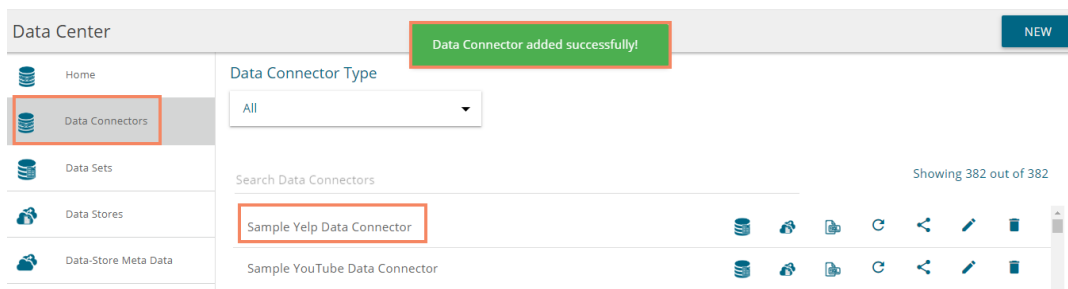 Data Center
Data Connector added successfully!
NEW
Home
Data Connectors
Data Sets
Data Stores
Data-Store Meta Data
Data Connector Type
All
Search Data Connectors
Showing 382 out of 382
Sample Yelp Data Connector
Sample YouTube Data Connector